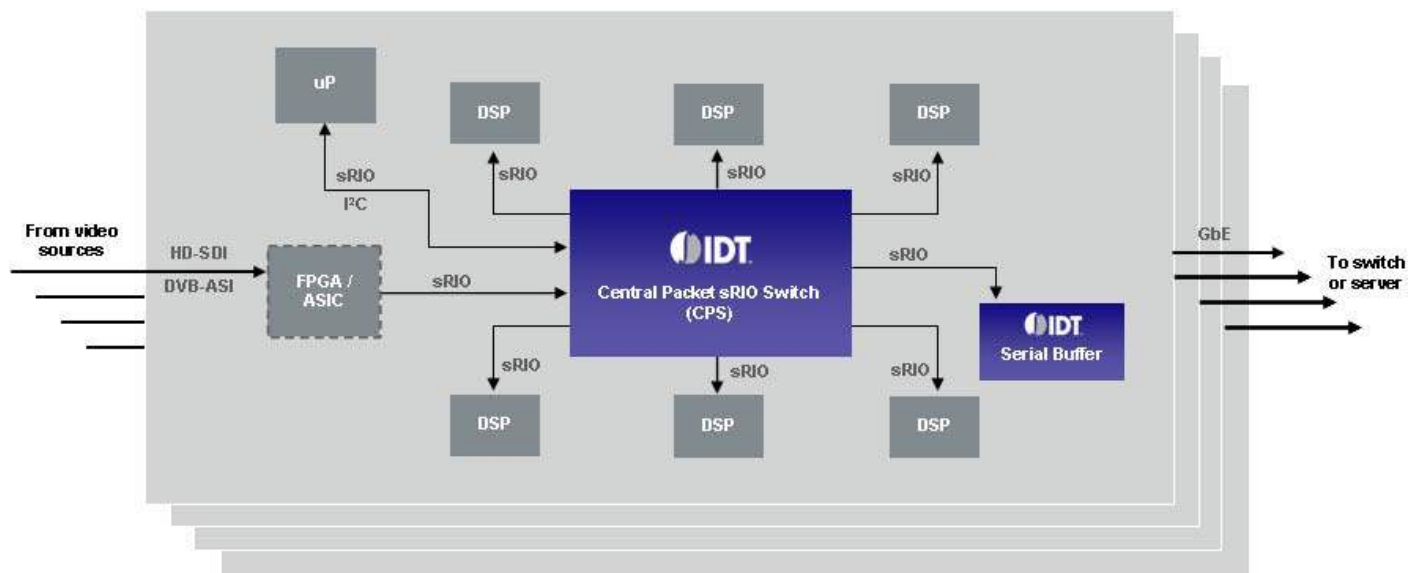 uP
DSP
DSP
DSP
sRIO
I²C
sRIO
sRIO
sRIO
From video
sources
HD-SDI
DVB-ASI
FPGA /
ASIC
sRIO
IDT
Central Packet sRIO Switch
(CPS)
sRIO
IDT
Serial Buffer
GbE
To switch
or server
sRIO
sRIO
sRIO
DSP
DSP
DSP